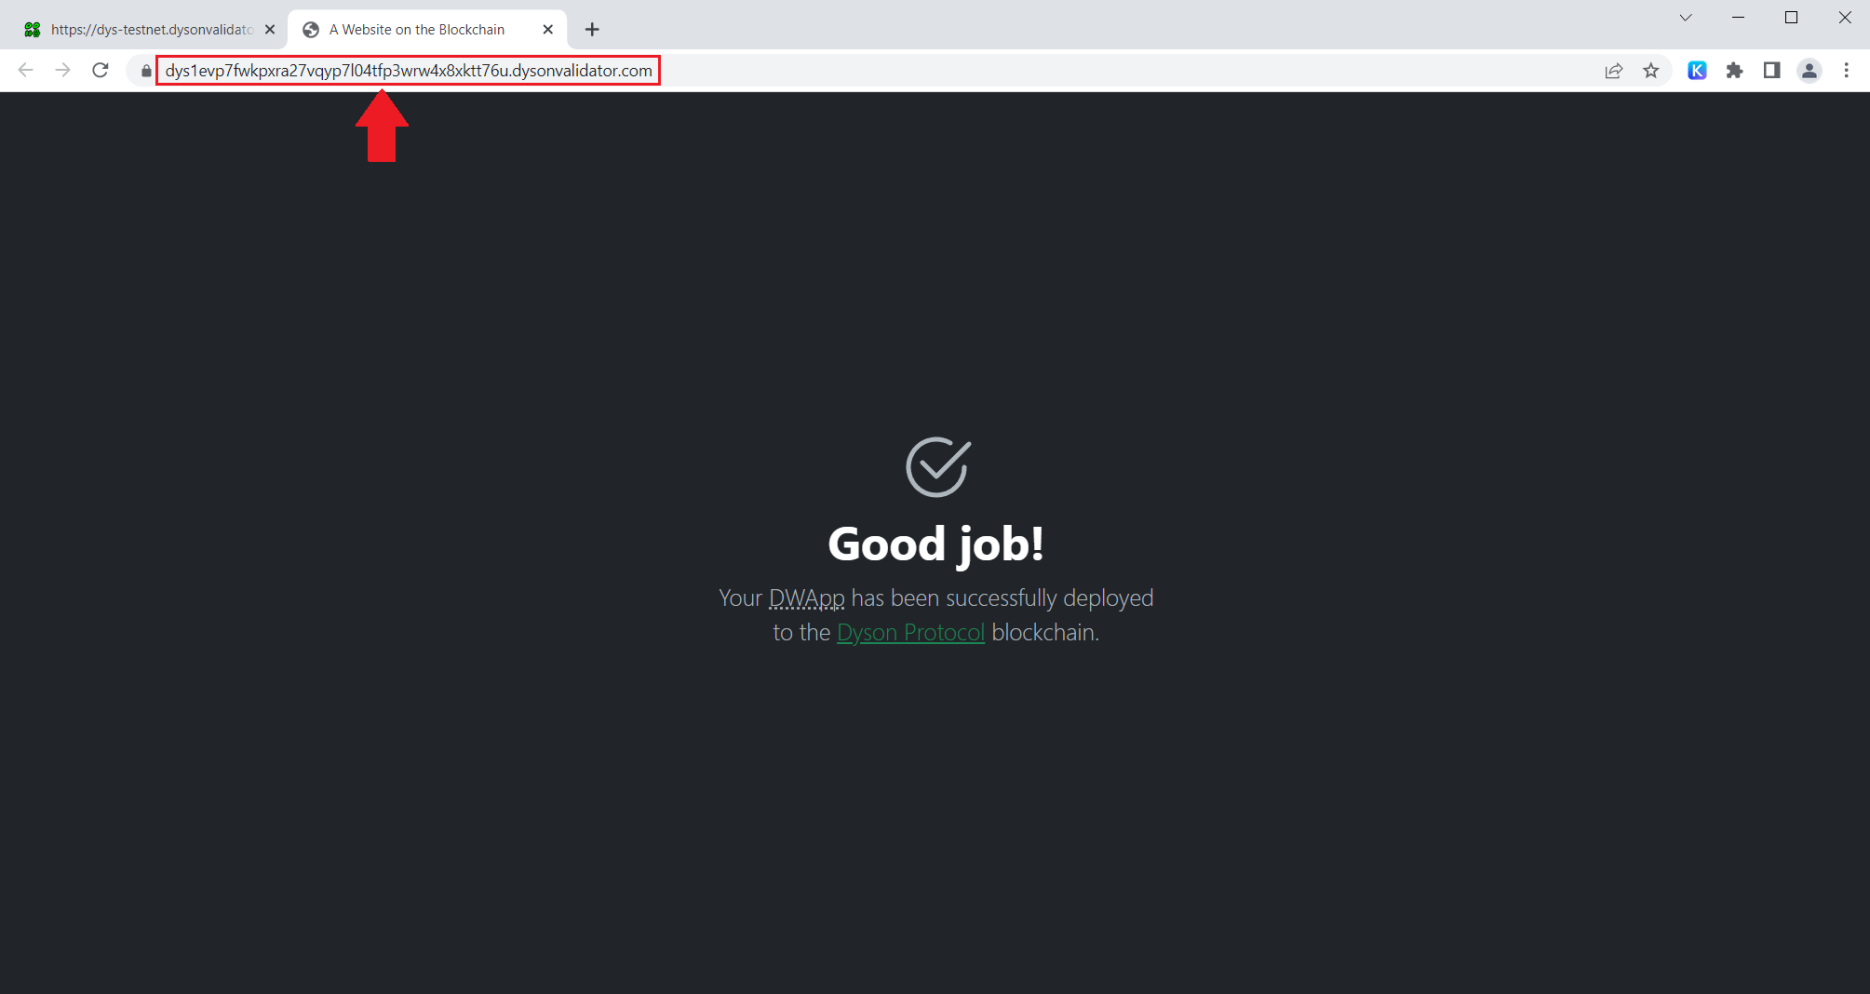 https://dys-testnet.dysonvalidato
A Website on the Blockchain
dys1evp7fwkpxra27vqyp7l04tfp3wrw4x8xktt76u.dysonvalidator.com
K
Good job!
Your DWApp has been successfully deployed
to the Dyson Protocol blockchain.